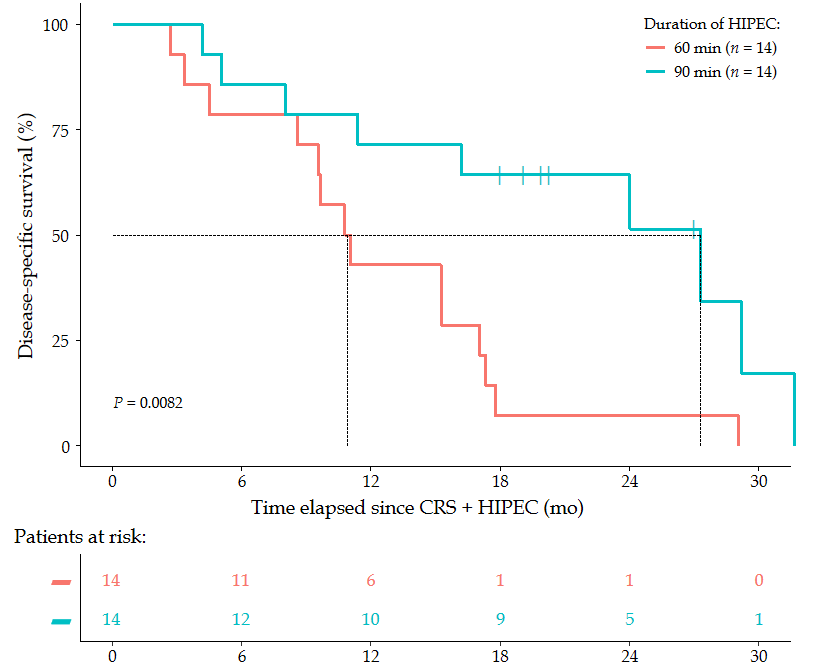 Duration of HIPEC:
60 min (n = 14)
90 min (n = 14)
Disease-specific survival (%)
100
75
50
25
0
P = 0.0082
0 6 12 18 24 30
Time elapsed since CRS + HIPEC (mo)
Patients at risk:
14 11 6 1 1 0
14 12 10 9 5 1
0 6 12 18 24 30